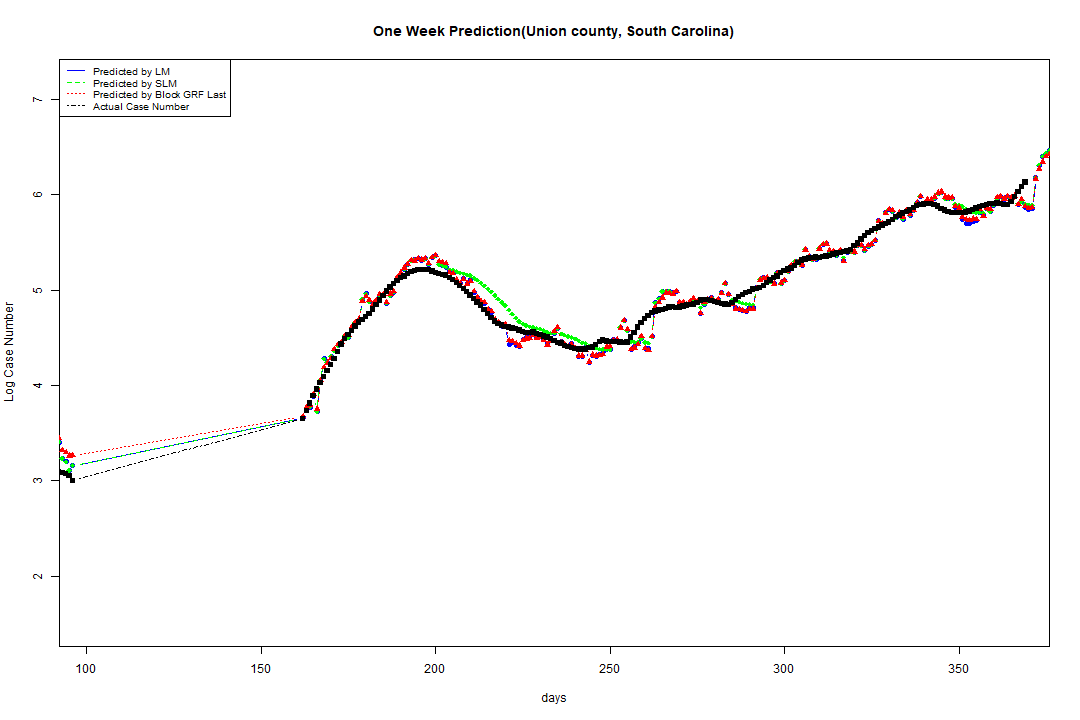 One Week Prediction(Union county, South Carolina)
Predicted by LM
Predicted by SLM
Predicted by Block GRF Last
Actual Case Number
7
6
5
4
3
2
Log Case Number
100 150 200 250 300 350
days